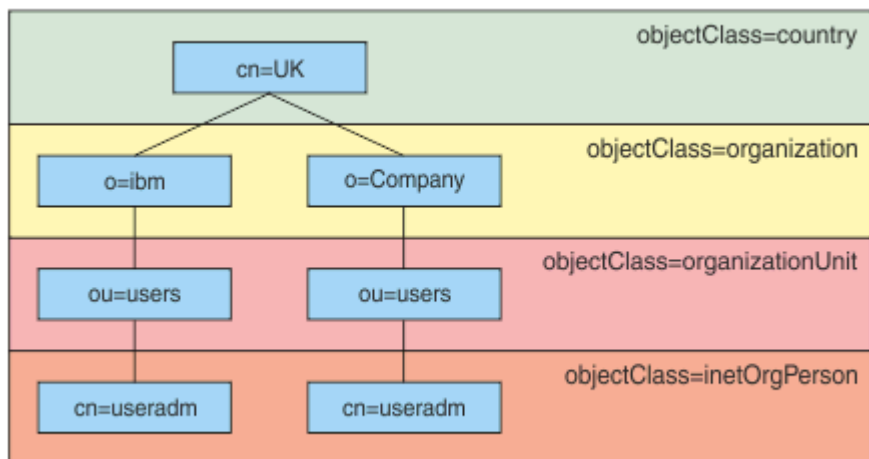 objectClass=country
cn=UK
objectClass=organization
o=ibm
o=Company
objectClass=organizationUnit
ou=users
ou=users
objectClass=inetOrgPerson
cn=useradm
cn=useradm